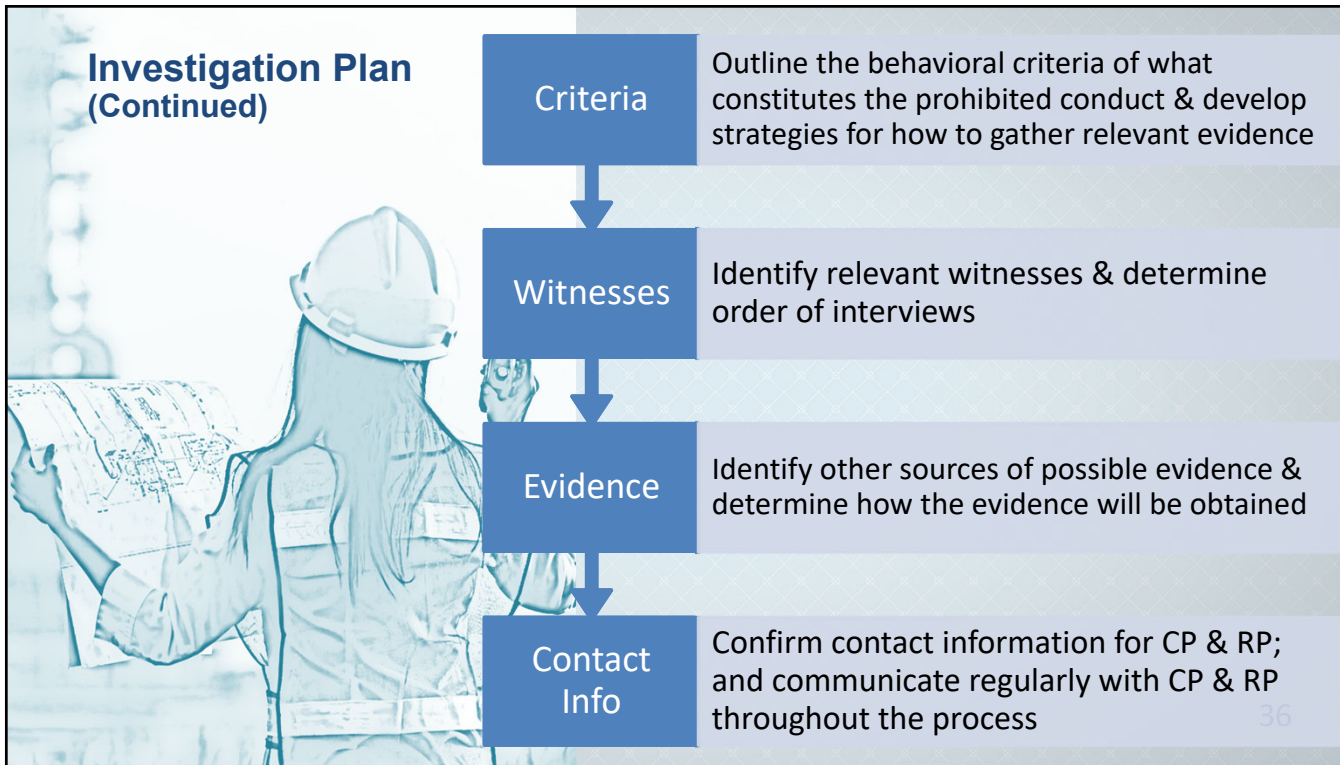 Investigation Plan
(Continued)
Criteria
Outline the behavioral criteria of what
constitutes the prohibited conduct & develop
strategies for how to gather relevant evidence
Witnesses
Identify relevant witnesses & determine
order of interviews
Evidence
Identify other sources of possible evidence &
determine how the evidence will be obtained
Contact
Info
Confirm contact information for CP & RP;
and communicate regularly with CP & RP
throughout the process
36